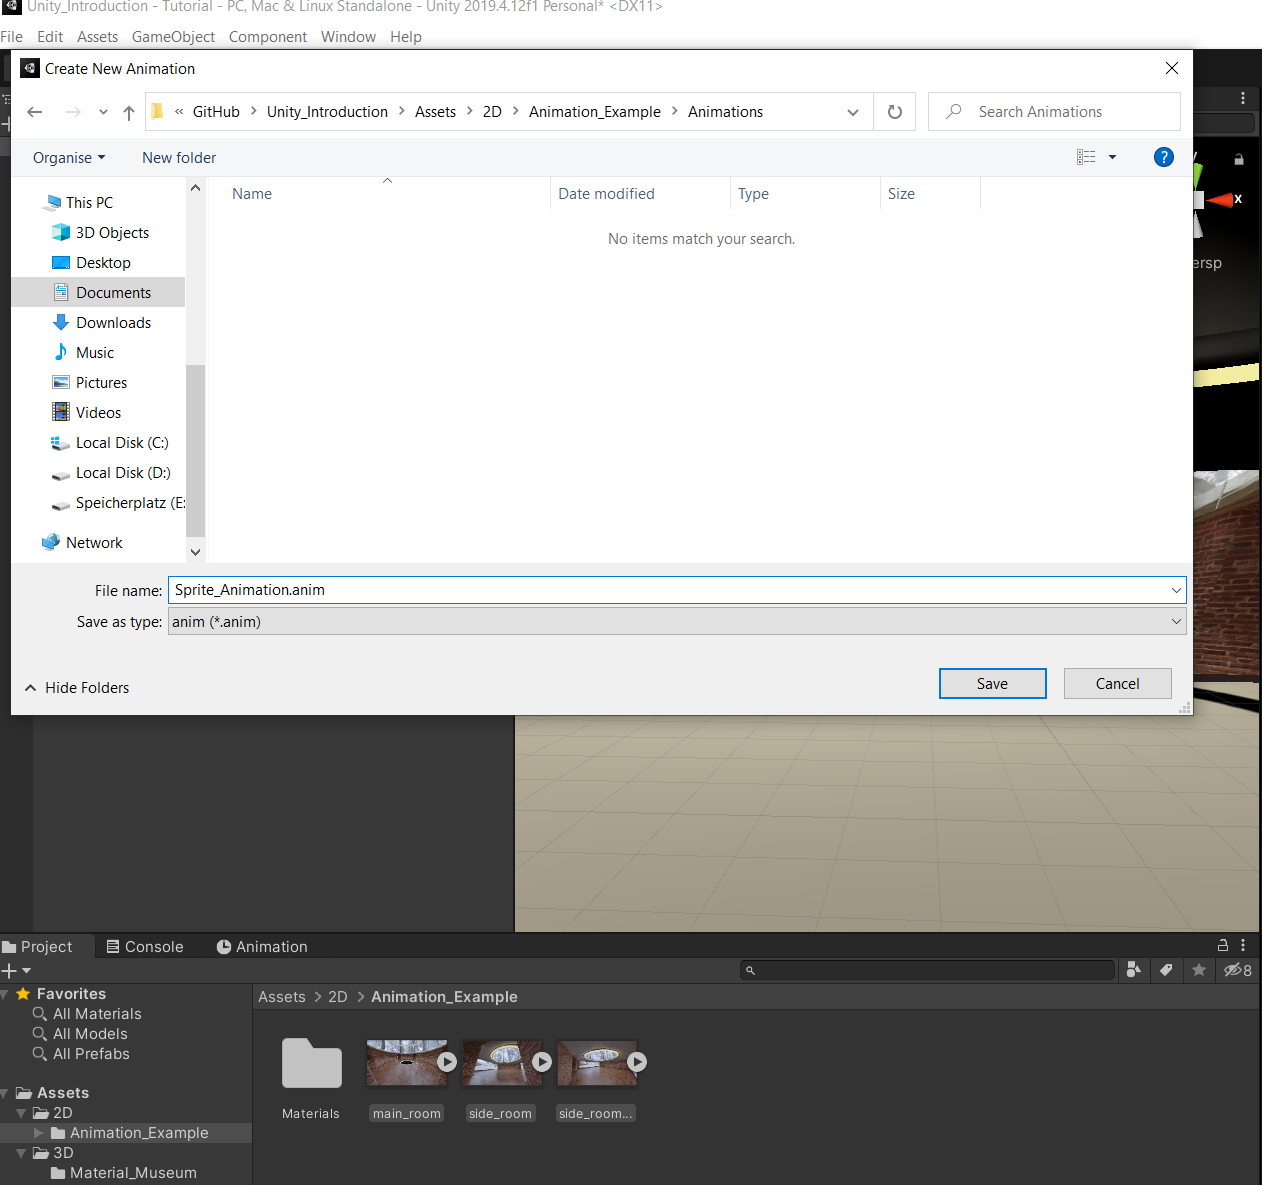 Unity_Introduction - Tutorial - PC, Mac & Linux Standalone - Unity 2019.4.12f1 Personal* <DX11>
File Edit Assets GameObject Component Window Help
Create New Animation
« GitHub > Unity_Introduction > Assets > 2D > Animation_Example > Animations
Search Animations
Organise New folder
?
Name Date modified Type Size
No items match your search.
This PC
3D Objects
Desktop
Documents
Downloads
Music
Pictures
Videos
Local Disk (C:)
Local Disk (D:)
Speicherplatz (E:
Network
x
ersp
File name: Sprite_Animation.anim
Save as type: anim (*.anim)
Hide Folders
Save Cancel
Project Console Animation
8
Favorites
All Materials
All Models
All Prefabs
Assets
2D
Animation_Example
3D
Material_Museum
Assets > 2D > Animation_Example
Materials main_room side_room side_room...